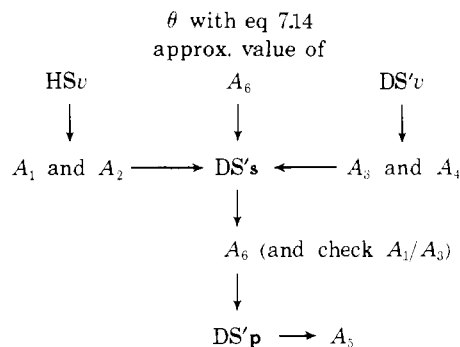 θ with eq 7.14
approx. value of
HSv A₆ DS′v
A₁ and A₂ → DS′s ← A₃ and A₄
A₆ (and check A₁/A₃)
DS′p → A₅